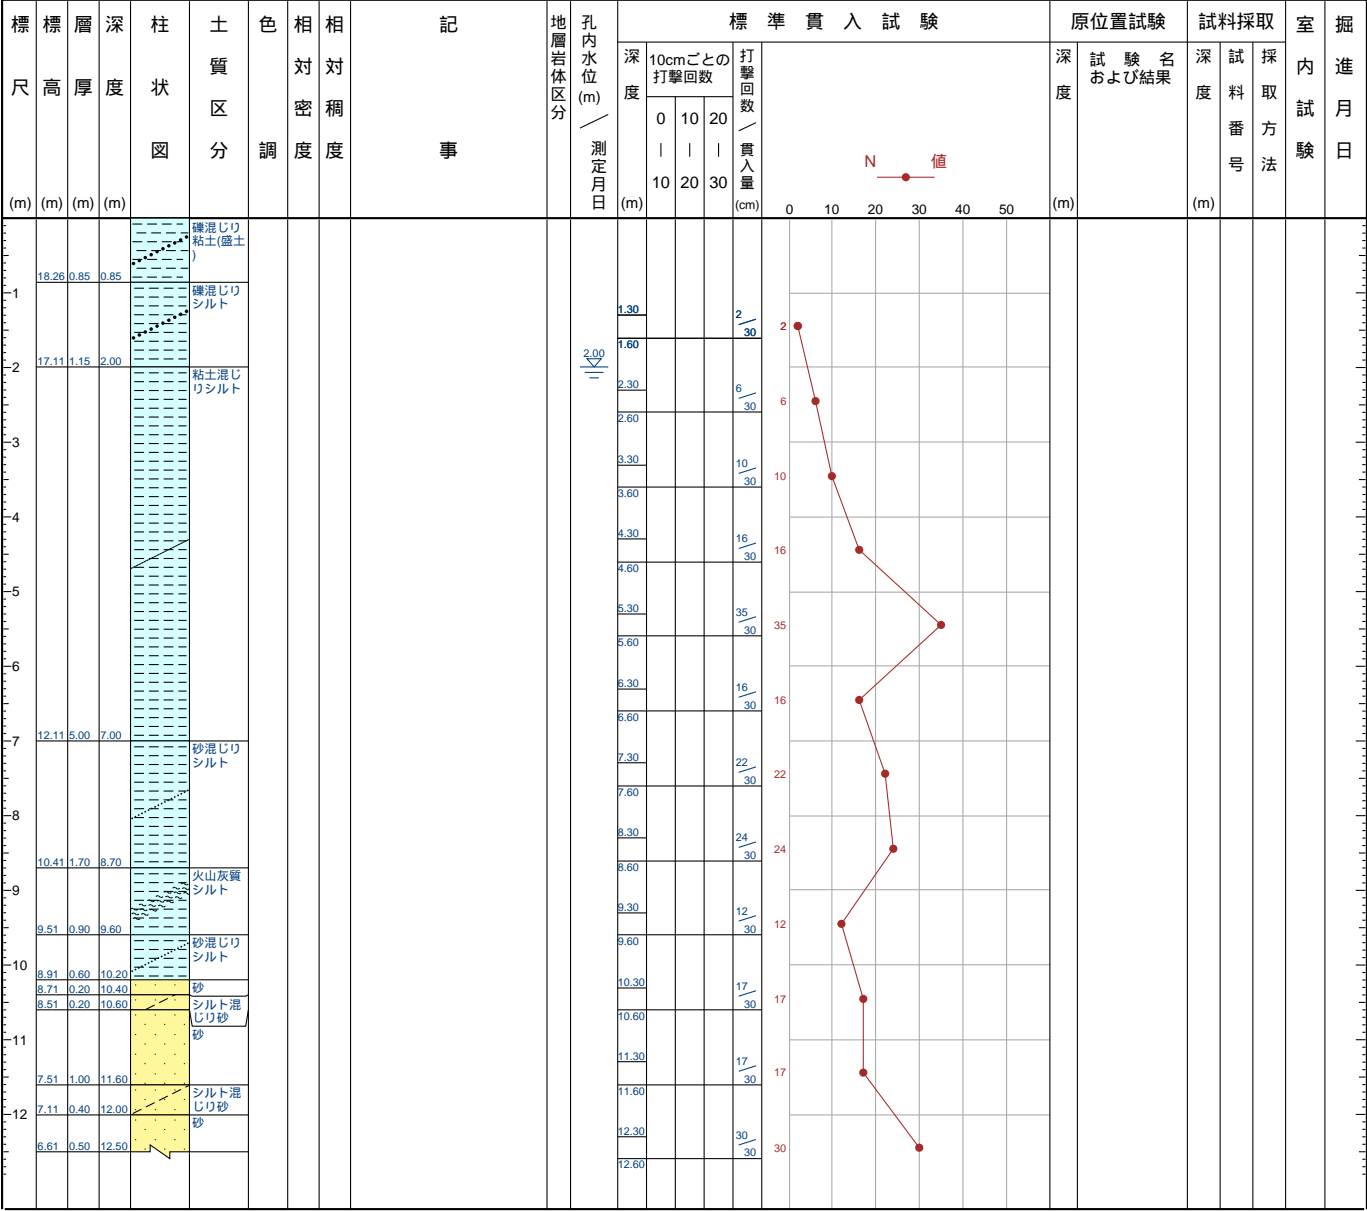 標尺(m)
標高(m)
層厚(m)
深度(m)
柱状図
土質区分
色調
相対密度
相対稠度
記事
地層岩体区分
孔内水位(m)/測定月日
標準貫入試験
深度(m)
10cmごとの
打撃回数
0 10 20
| | |
10 20 30
打撃回数/貫入量(cm)
N 値
0 10 20 30 40 50
原位置試験
深度(m)
試験名
および結果
試料採取
深度(m)
試料番号
採取方法
室内試験
掘進月日
礫混じり
粘土(盛土
)
18.26 0.85 0.85
礫混じり
シルト
1
1.30 2/30 2
1.60
17.11 1.15 2.00
2.00
2
粘土混じ
りシルト
2.30 6/30 6
2.60
3
3.30 10/30 10
3.60
4
4.30 16/30 16
4.60
5
5.30 35/30 35
5.60
6
6.30 16/30 16
6.60
12.11 5.00 7.00
7
砂混じり
シルト
7.30 22/30 22
7.60
8
8.30 24/30 24
8.60
10.41 1.70 8.70
火山灰質
シルト
9
9.30 12/30 12
9.51 0.90 9.60
9.60
砂混じり
シルト
10
8.91 0.60 10.20
砂
10.30 17/30 17
8.71 0.20 10.40
シルト混
じり砂
8.51 0.20 10.60
10.60
砂
11
11.30 17/30 17
7.51 1.00 11.60
11.60
シルト混
じり砂
7.11 0.40 12.00
12
砂
12.30 30/30 30
6.61 0.50 12.50
12.60